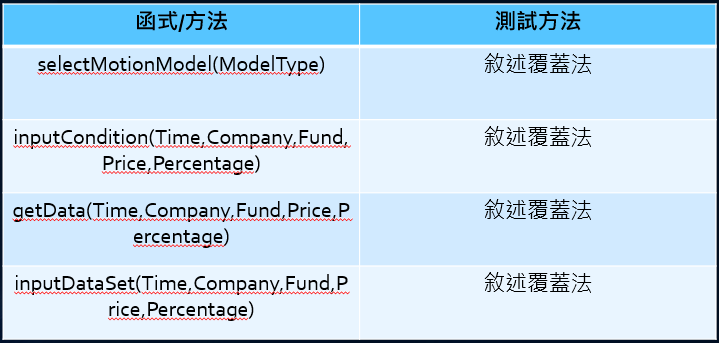 函式/方法
測試方法
selectMotionModel(ModelType)
敘述覆蓋法
inputCondition(Time,Company,Fund,
Price,Percentage)
敘述覆蓋法
getData(Time,Company,Fund,Price,P
ercentage)
敘述覆蓋法
inputDataSet(Time,Company,Fund,P
rice,Percentage)
敘述覆蓋法